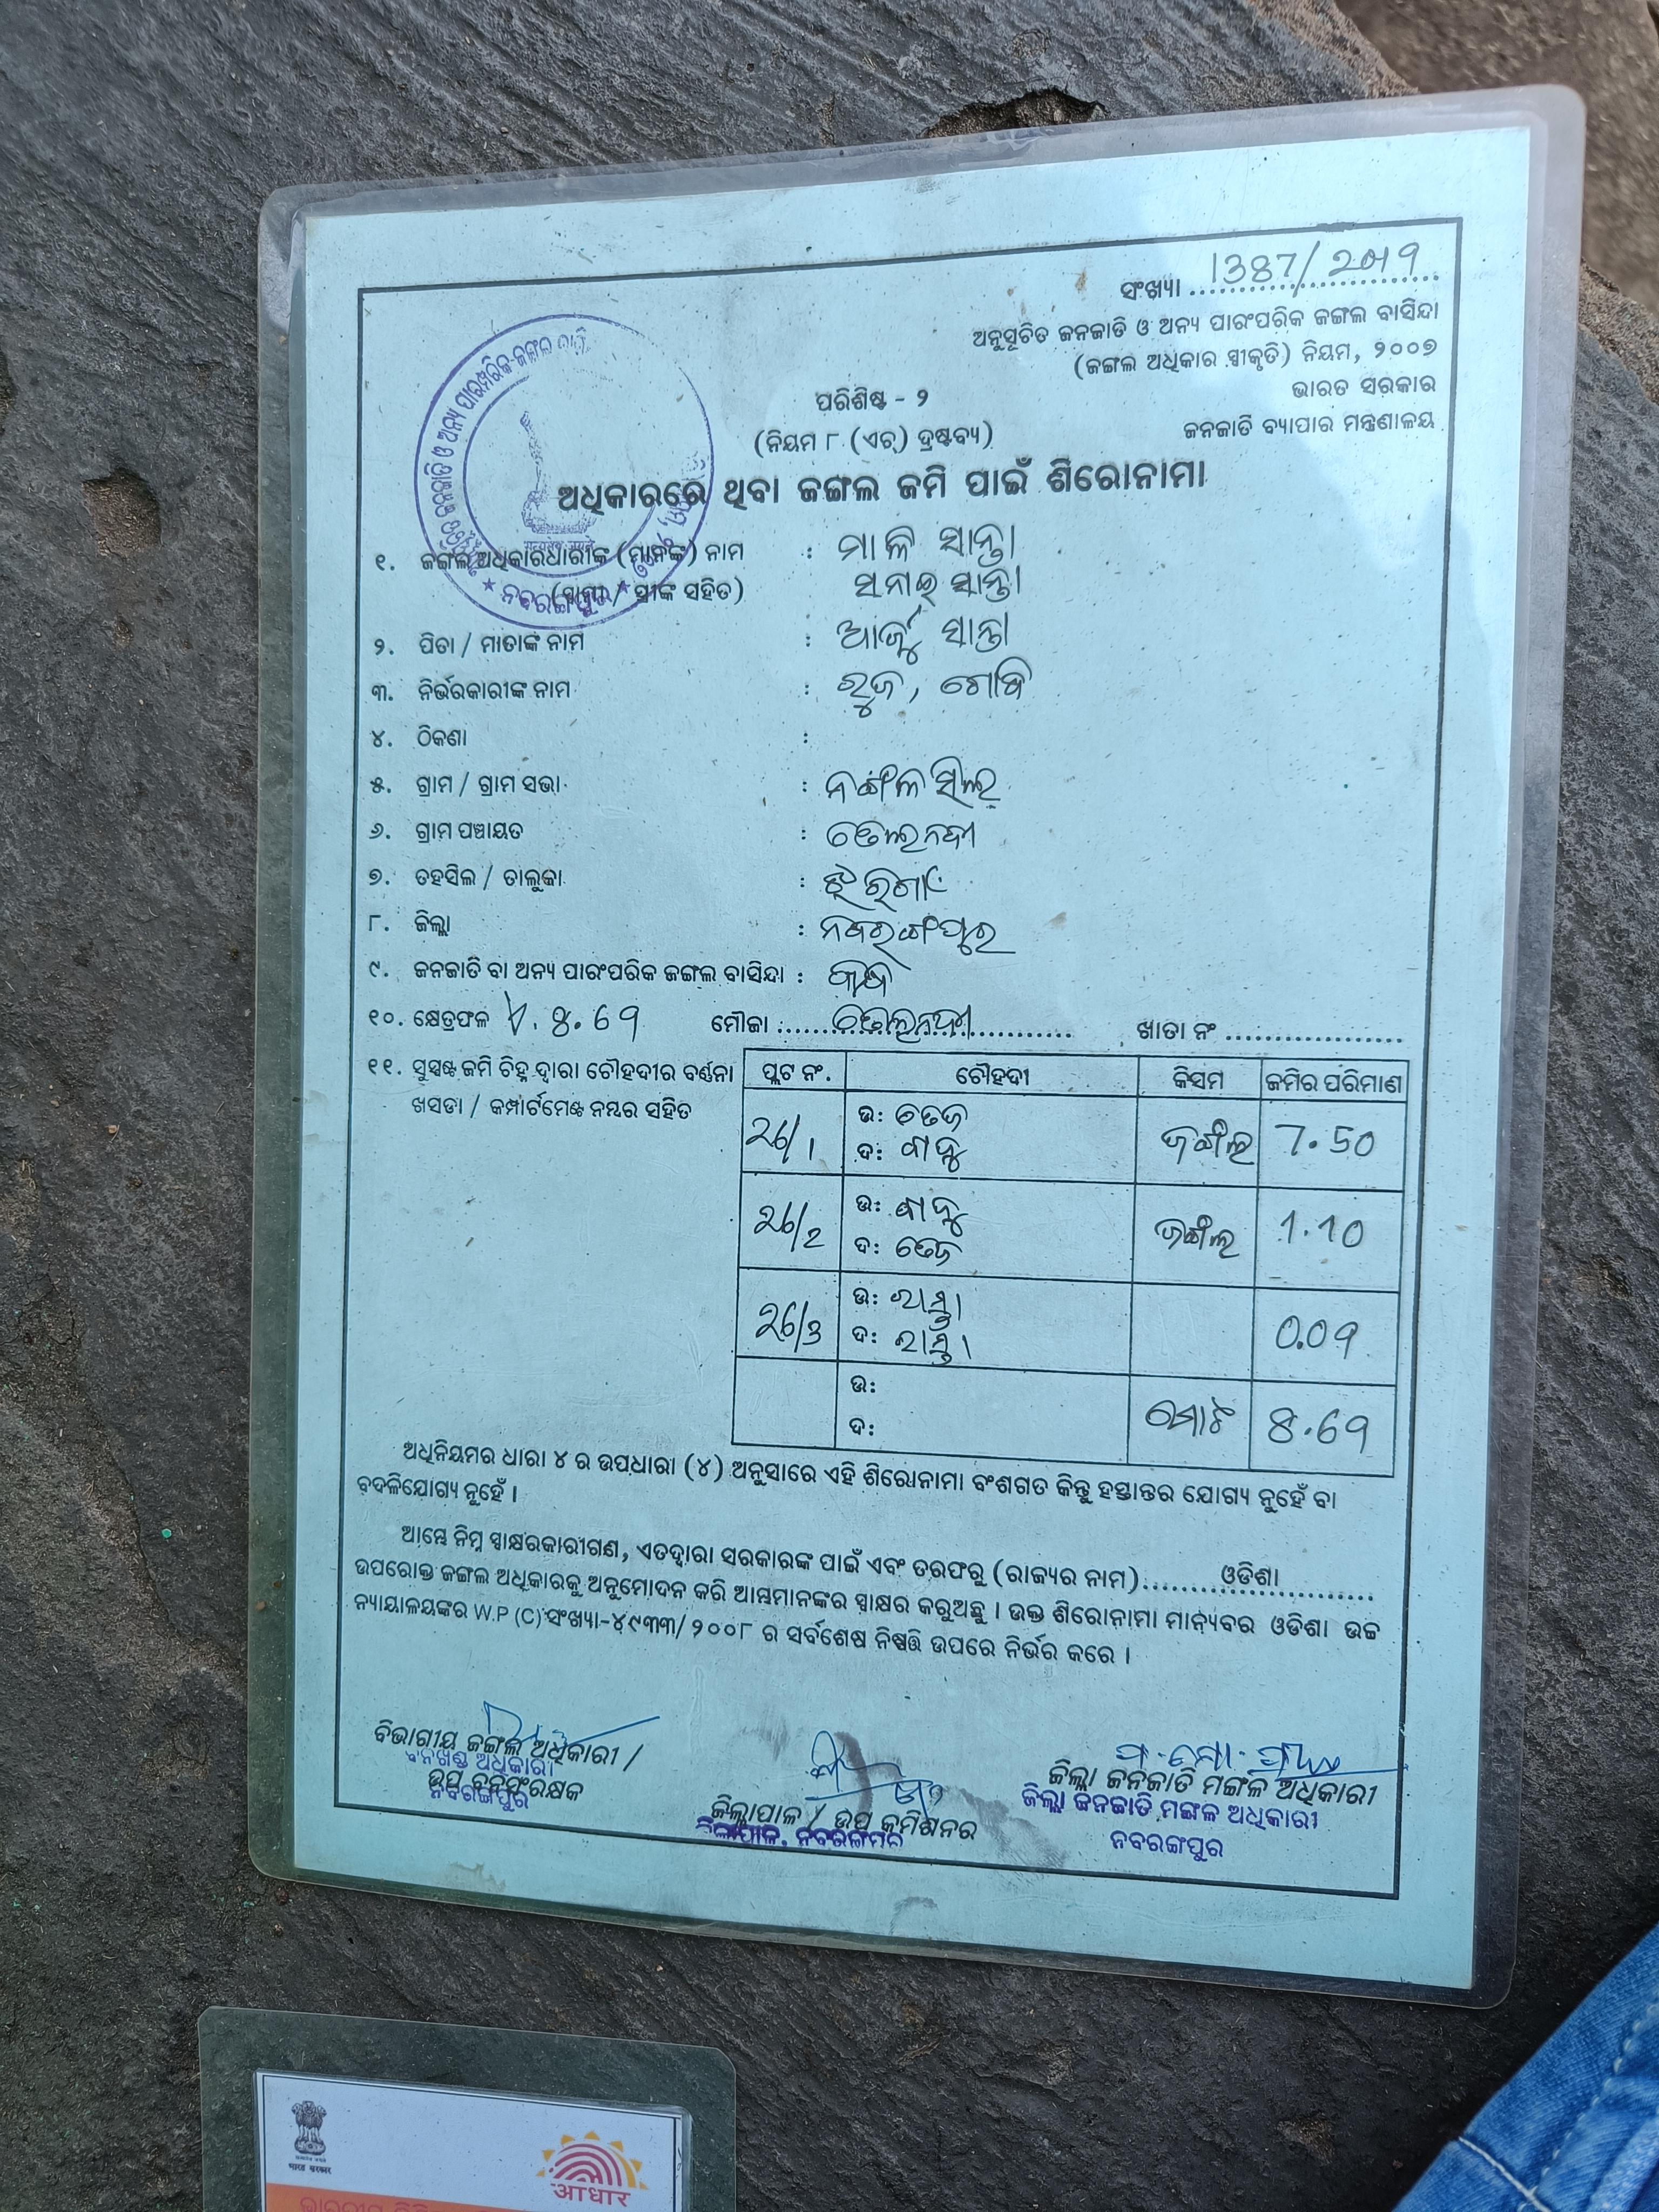 ସଂଖ୍ୟା 1387/୨୦୧୨
ଅନୁସୂଚିତ ଜନଜାତି ଓ ଅନ୍ୟ ପାରଂପରିକ ଜଙ୍ଗଲ ବାସିନ୍ଦା
(ଜଙ୍ଗଲ ଅଧିକାର ସ୍ୱୀକୃତି) ନିୟମ, ୨୦୦୭
ଭାରତ ସରକାର
ଜନଜାତି ବ୍ୟାପାର ମନ୍ତ୍ରଣାଳୟ
ପରିଶିଷ୍ଟ - ୨
(ନିୟମ ୮ (ଏଚ୍) ଦ୍ରଷ୍ଟବ୍ୟ)
ଅଧିକାରରେ ଥିବା ଜଙ୍ଗଲ ଜମି ପାଇଁ ଶିରୋନାମା
୧. ଜଙ୍ଗଲ ଅଧିକାରଧାରୀଙ୍କ (ମାନଙ୍କ) ନାମ : ମାଳି ସାନ୍ତା
(ସ୍ୱାମୀ / ସ୍ତ୍ରୀଙ୍କ ସହିତ) ସନାଇ ସାନ୍ତା
୨. ପିତା / ମାତାଙ୍କ ନାମ : ଆର୍ଜୁ ସାନ୍ତା
୩. ନିର୍ଭରକାରୀଙ୍କ ନାମ :
୪. ଠିକଣା :
୫. ଗ୍ରାମ / ଗ୍ରାମ ସଭା :
୬. ଗ୍ରାମ ପଞ୍ଚାୟତ : ତେଲନଦୀ
୭. ତହସିଲ / ତାଲୁକା : ଝରିଗାଁ
୮. ଜିଲ୍ଲା : ନବରଙ୍ଗପୁର
୯. ଜନଜାତି ବା ଅନ୍ୟ ପାରଂପରିକ ଜଙ୍ଗଲ ବାସିନ୍ଦା :
୧୦. କ୍ଷେତ୍ରଫଳ 8.69 ମୌଜା ତେଲନଦୀ ଖାତା ନଂ
୧୧. ସୁସ୍ପଷ୍ଟ ଜମି ଚିହ୍ନ ଦ୍ୱାରା ଚୌହଦୀର ବର୍ଣ୍ଣନା
ଖସଡା / କମ୍ପାର୍ଟମେଣ୍ଟ ନମ୍ବର ସହିତ
ପ୍ଲଟ ନଂ. ଚୌହଦୀ କିସମ ଜମିର ପରିମାଣ
26/1 ଉ: ତେଜ ଜଙ୍ଗଲ 7.50
ଦ:
26/2 ଉ: ଜଙ୍ଗଲ 1.10
ଦ: ତେଜ
26/3 ଉ: ରାସ୍ତା 0.09
ଦ: ରାସ୍ତା
ଉ: ମୋଟ 8.69
ଦ:
ଅଧିନିୟମର ଧାରା ୪ ର ଉପଧାରା (୪) ଅନୁସାରେ ଏହି ଶିରୋନାମା ବଂଶଗତ କିନ୍ତୁ ହସ୍ତାନ୍ତର ଯୋଗ୍ୟ ନୁହେଁ ବା
ବଦଳିଯୋଗ୍ୟ ନୁହେଁ ।
ଆମ୍ଭେ ନିମ୍ନ ସ୍ୱାକ୍ଷରକାରୀଗଣ, ଏତଦ୍ୱାରା ସରକାରଙ୍କ ପାଇଁ ଏବଂ ତରଫରୁ (ରାଜ୍ୟର ନାମ) ଓଡିଶା
ଉପରୋକ୍ତ ଜଙ୍ଗଲ ଅଧିକାରକୁ ଅନୁମୋଦନ କରି ଆମ୍ଭମାନଙ୍କର ସ୍ୱାକ୍ଷର କରୁଅଛୁ । ଉକ୍ତ ଶିରୋନାମା ମାନ୍ୟବର ଓଡିଶା ଉଚ୍ଚ
ନ୍ୟାୟାଳୟଙ୍କର W.P (C) ସଂଖ୍ୟା-୪୯୩୩/୨୦୦୮ ର ସର୍ବଶେଷ ନିଷ୍ପତ୍ତି ଉପରେ ନିର୍ଭର କରେ ।
ବିଭାଗୀୟ ଜଙ୍ଗଲ ଅଧିକାରୀ /
ବନଖଣ୍ଡ ଅଧିକାରୀ
ଉପ ବନସଂରକ୍ଷକ
ନବରଙ୍ଗପୁର
ଜିଲ୍ଲାପାଳ / ଉପ କମିଶନର
ଜିଲ୍ଲାପାଳ, ନବରଙ୍ଗପୁର
ଜିଲ୍ଲା ଜନଜାତି ମଙ୍ଗଳ ଅଧିକାରୀ
ଜିଲ୍ଲା ଜନଜାତି ମଙ୍ଗଳ ଅଧିକାରୀ
ନବରଙ୍ଗପୁର
भारत सरकार
आधार